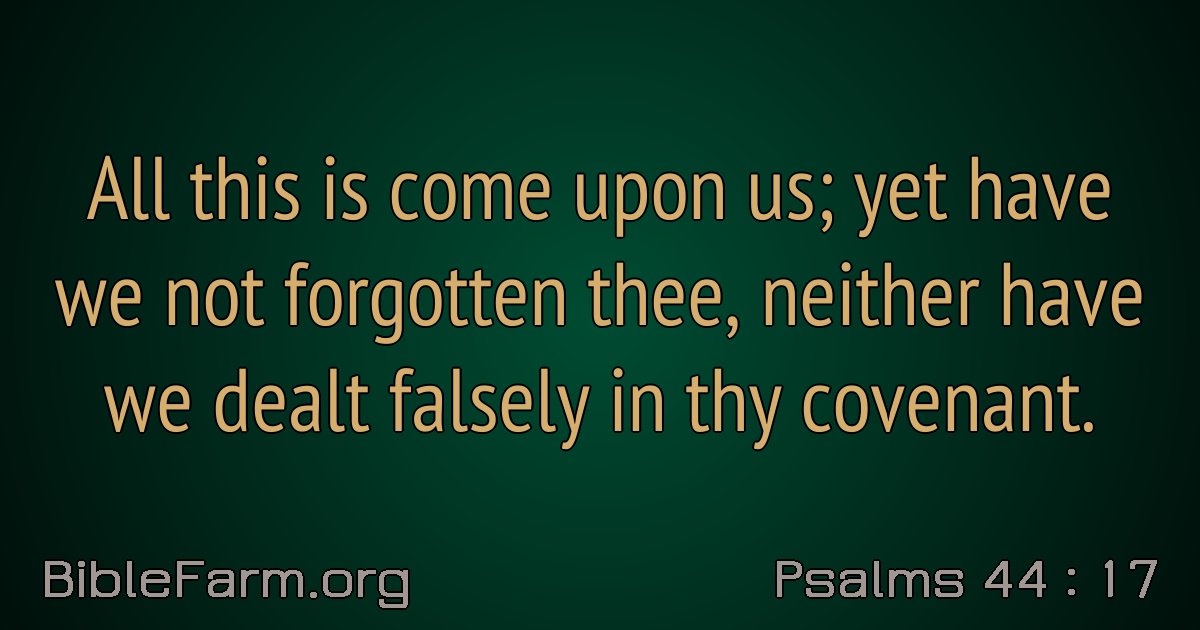 All this is come upon us; yet have
we not forgotten thee, neither have
we dealt falsely in thy covenant.
BibleFarm.org
Psalms 44 : 17